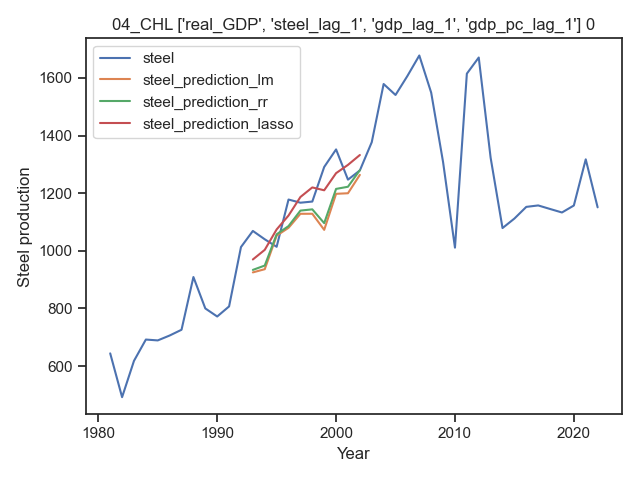 04_CHL ['real_GDP', 'steel_lag_1', 'gdp_lag_1', 'gdp_pc_lag_1'] 0
steel
steel_prediction_lm
steel_prediction_rr
steel_prediction_lasso
Steel production
1600
1400
1200
1000
800
600
1980
1990
2000
2010
2020
Year